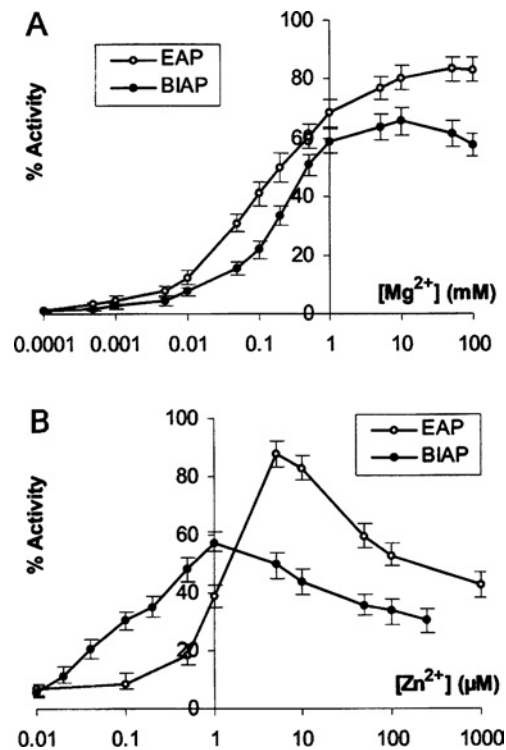 A
EAP
BIAP
% Activity
100
80
60
40
20
0
[Mg²⁺] (mM)
0.0001 0.001 0.01 0.1 1 10 100
B
EAP
BIAP
% Activity
100
80
60
40
20
0
[Zn²⁺] (µM)
0.01 0.1 1 10 100 1000